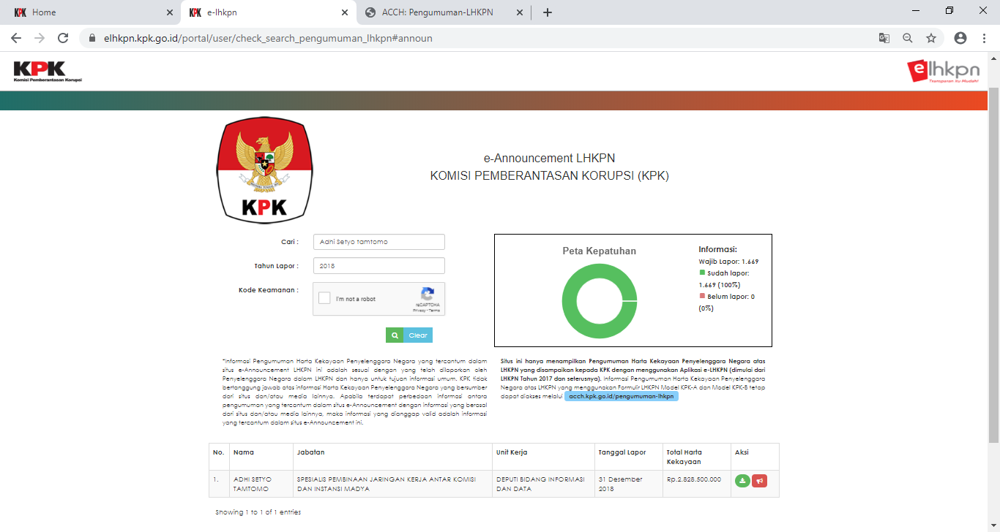 KPK Home
KPK e-lhkpn
ACCH: Pengumuman-LHKPN
elhkpn.kpk.go.id/portal/user/check_search_pengumuman_lhkpn#announ
KPK
Komisi Pemberantasan Korupsi
elhkpn
Transparan itu Mudah!
KPK
e-Announcement LHKPN
KOMISI PEMBERANTASAN KORUPSI (KPK)
Cari :
Adhi Setyo tamtomo
Tahun Lapor :
2018
Kode Keamanan :
I'm not a robot
reCAPTCHA
Privacy - Terms
Clear
Peta Kepatuhan
Informasi:
Wajib Lapor: 1.669
Sudah lapor:
1.669 (100%)
Belum lapor: 0
(0%)
*Informasi Pengumuman Harta Kekayaan Penyelenggara Negara yang tercantum dalam
situs e-Announcement LHKPN ini adalah sesuai dengan yang telah dilaporkan oleh
Penyelenggara Negara dalam LHKPN dan hanya untuk tujuan informasi umum. KPK tidak
bertanggung jawab atas informasi Harta Kekayaan Penyelenggara Negara yang bersumber
dari situs dan/atau media lainnya. Apabila terdapat perbedaan informasi antara
pengumuman yang tercantum dalam situs e-Announcement dengan informasi yang berasal
dari situs dan/atau media lainnya, maka informasi yang dianggap valid adalah informasi
yang tercantum dalam situs e-Announcement ini.
Situs ini hanya menampilkan Pengumuman Harta Kekayaan Penyelenggara Negara atas
LHKPN yang disampaikan kepada KPK dengan menggunakan Aplikasi e-LHKPN (dimulai dari
LHKPN Tahun 2017 dan seterusnya). Informasi Pengumuman Harta Kekayaan Penyelenggara
Negara atas LHKPN yang menggunakan Formulir LHKPN Model KPK-A dan Model KPK-B tetap
dapat diakses melalui acch.kpk.go.id/pengumuman-lhkpn
No. Nama Jabatan Unit Kerja Tanggal Lapor Total Harta Kekayaan Aksi
1. ADHI SETYO TAMTOMO SPESIALIS PEMBINAAN JARINGAN KERJA ANTAR KOMISI DAN INSTANSI MADYA DEPUTI BIDANG INFORMASI DAN DATA 31 Desember 2018 Rp.2.828.500.000
Showing 1 to 1 of 1 entries